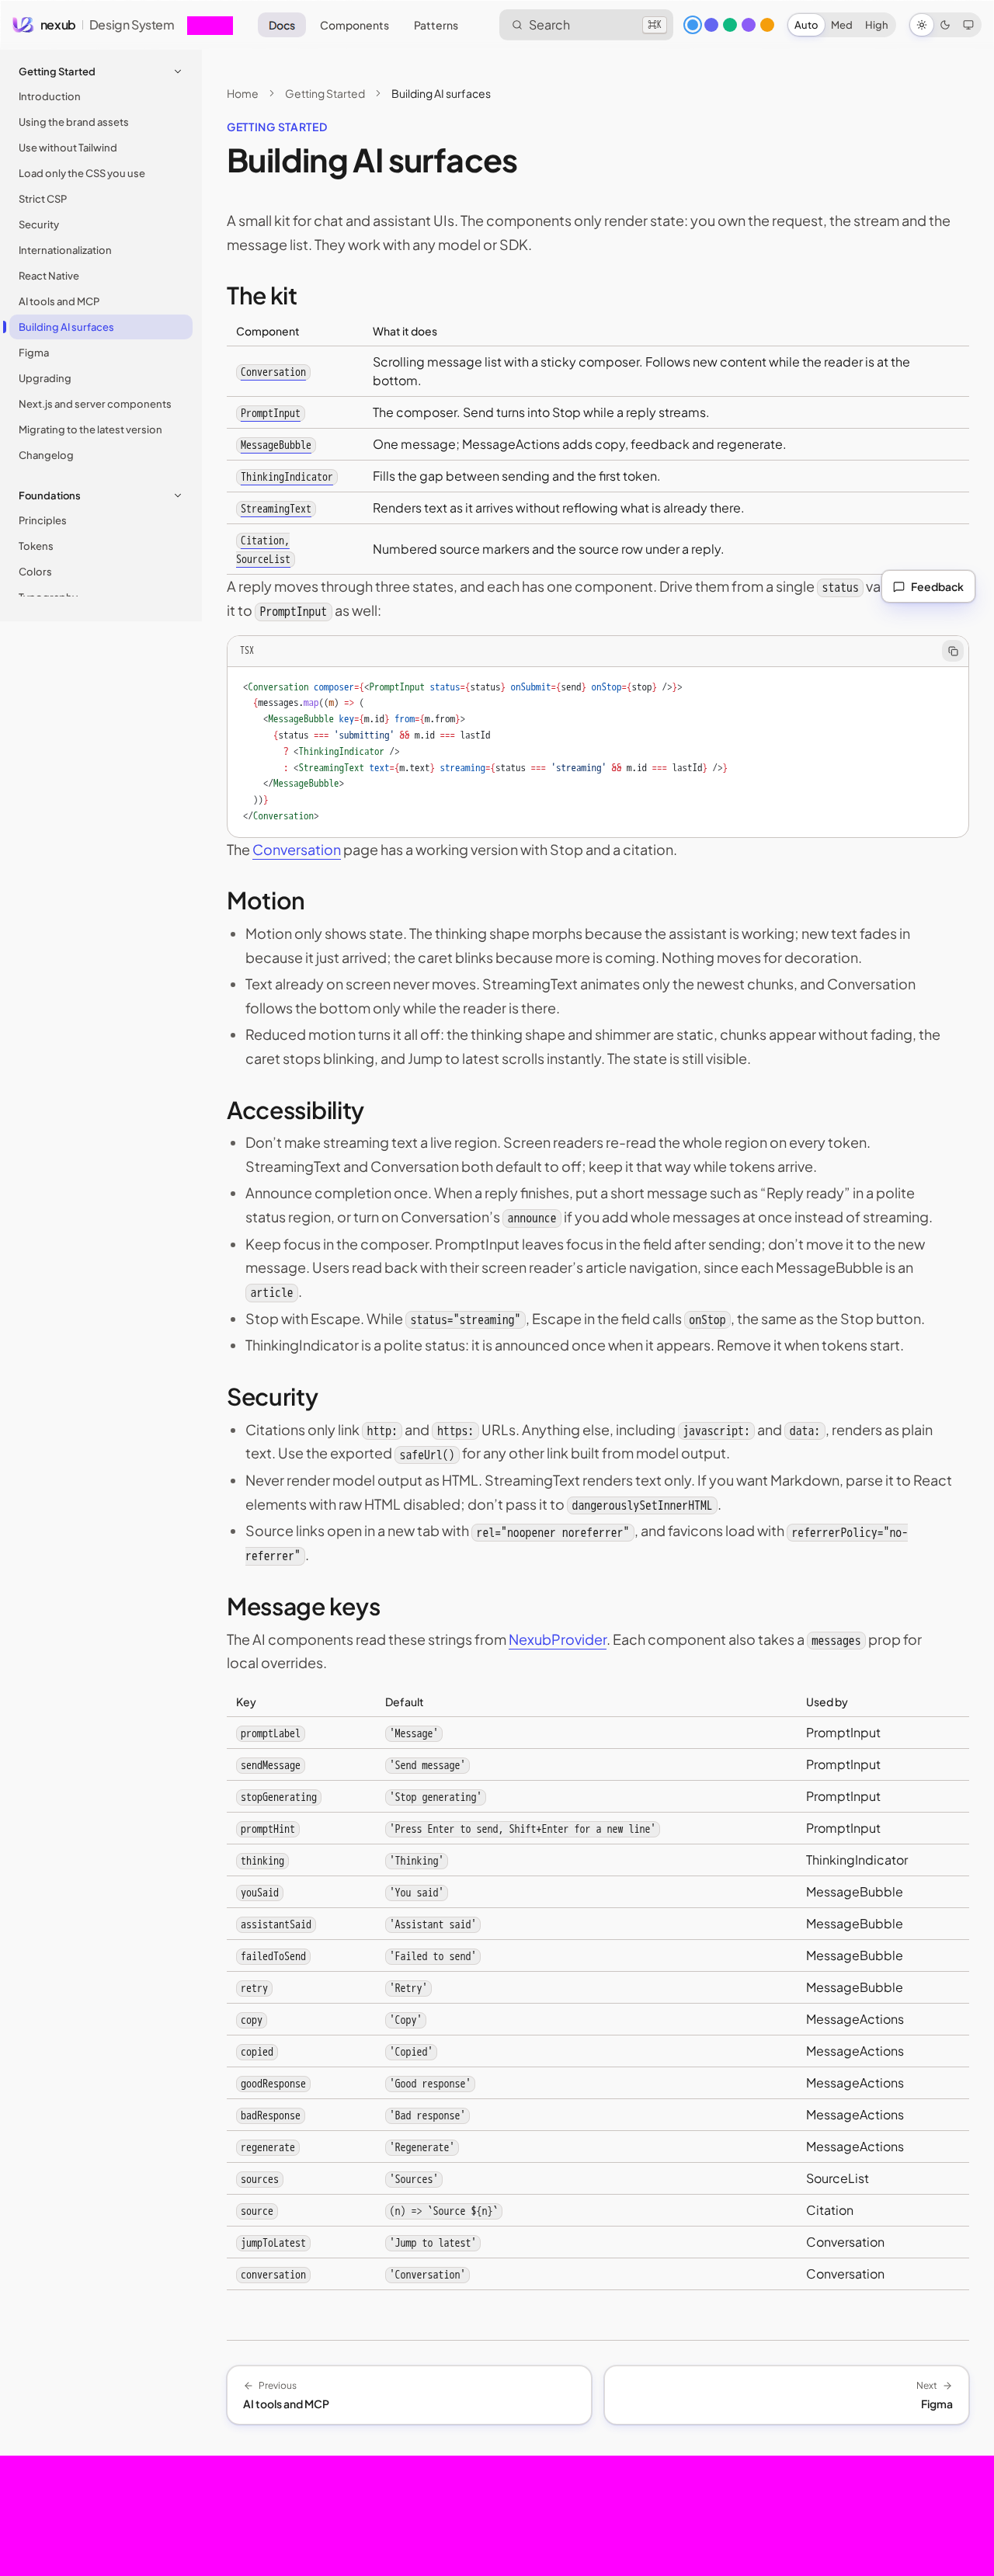 nexub | Design System
Docs
Components
Patterns
Search
⌘K
Auto
Med
High
Getting Started
Introduction
Using the brand assets
Use without Tailwind
Load only the CSS you use
Strict CSP
Security
Internationalization
React Native
AI tools and MCP
Building AI surfaces
Figma
Upgrading
Next.js and server components
Migrating to the latest version
Changelog
Foundations
Principles
Tokens
Colors
Home > Getting Started > Building AI surfaces
GETTING STARTED
Building AI surfaces
A small kit for chat and assistant UIs. The components only render state: you own the request, the stream and the
message list. They work with any model or SDK.
The kit
Component What it does
Conversation Scrolling message list with a sticky composer. Follows new content while the reader is at the
bottom.
PromptInput The composer. Send turns into Stop while a reply streams.
MessageBubble One message; MessageActions adds copy, feedback and regenerate.
ThinkingIndicator Fills the gap between sending and the first token.
StreamingText Renders text as it arrives without reflowing what is already there.
Citation,
SourceList Numbered source markers and the source row under a reply.
A reply moves through three states, and each has one component. Drive them from a single status va
it to PromptInput as well:
Feedback
TSX
<Conversation composer={<PromptInput status={status} onSubmit={send} onStop={stop} />}>
{messages.map((m) => (
<MessageBubble key={m.id} from={m.from}>
{status === 'submitting' && m.id === lastId
? <ThinkingIndicator />
: <StreamingText text={m.text} streaming={status === 'streaming' && m.id === lastId} />}
</MessageBubble>
))}
</Conversation>
The Conversation page has a working version with Stop and a citation.
Motion
• Motion only shows state. The thinking shape morphs because the assistant is working; new text fades in
because it just arrived; the caret blinks because more is coming. Nothing moves for decoration.
• Text already on screen never moves. StreamingText animates only the newest chunks, and Conversation
follows the bottom only while the reader is there.
• Reduced motion turns it all off: the thinking shape and shimmer are static, chunks appear without fading, the
caret stops blinking, and Jump to latest scrolls instantly. The state is still visible.
Accessibility
• Don’t make streaming text a live region. Screen readers re-read the whole region on every token.
StreamingText and Conversation both default to off; keep it that way while tokens arrive.
• Announce completion once. When a reply finishes, put a short message such as “Reply ready” in a polite
status region, or turn on Conversation’s announce if you add whole messages at once instead of streaming.
• Keep focus in the composer. PromptInput leaves focus in the field after sending; don’t move it to the new
message. Users read back with their screen reader’s article navigation, since each MessageBubble is an
article.
• Stop with Escape. While status="streaming", Escape in the field calls onStop, the same as the Stop button.
• ThinkingIndicator is a polite status: it is announced once when it appears. Remove it when tokens start.
Security
• Citations only link http: and https: URLs. Anything else, including javascript: and data:, renders as plain
text. Use the exported safeUrl() for any other link built from model output.
• Never render model output as HTML. StreamingText renders text only. If you want Markdown, parse it to React
elements with raw HTML disabled; don’t pass it to dangerouslySetInnerHTML.
• Source links open in a new tab with rel="noopener noreferrer", and favicons load with referrerPolicy="no-
referrer".
Message keys
The AI components read these strings from NexubProvider. Each component also takes a messages prop for
local overrides.
Key Default Used by
promptLabel 'Message' PromptInput
sendMessage 'Send message' PromptInput
stopGenerating 'Stop generating' PromptInput
promptHint 'Press Enter to send, Shift+Enter for a new line' PromptInput
thinking 'Thinking' ThinkingIndicator
youSaid 'You said' MessageBubble
assistantSaid 'Assistant said' MessageBubble
failedToSend 'Failed to send' MessageBubble
retry 'Retry' MessageBubble
copy 'Copy' MessageActions
copied 'Copied' MessageActions
goodResponse 'Good response' MessageActions
badResponse 'Bad response' MessageActions
regenerate 'Regenerate' MessageActions
sources 'Sources' SourceList
source (n) => `Source ${n}` Citation
jumpToLatest 'Jump to latest' Conversation
conversation 'Conversation' Conversation
← Previous
AI tools and MCP
Next →
Figma